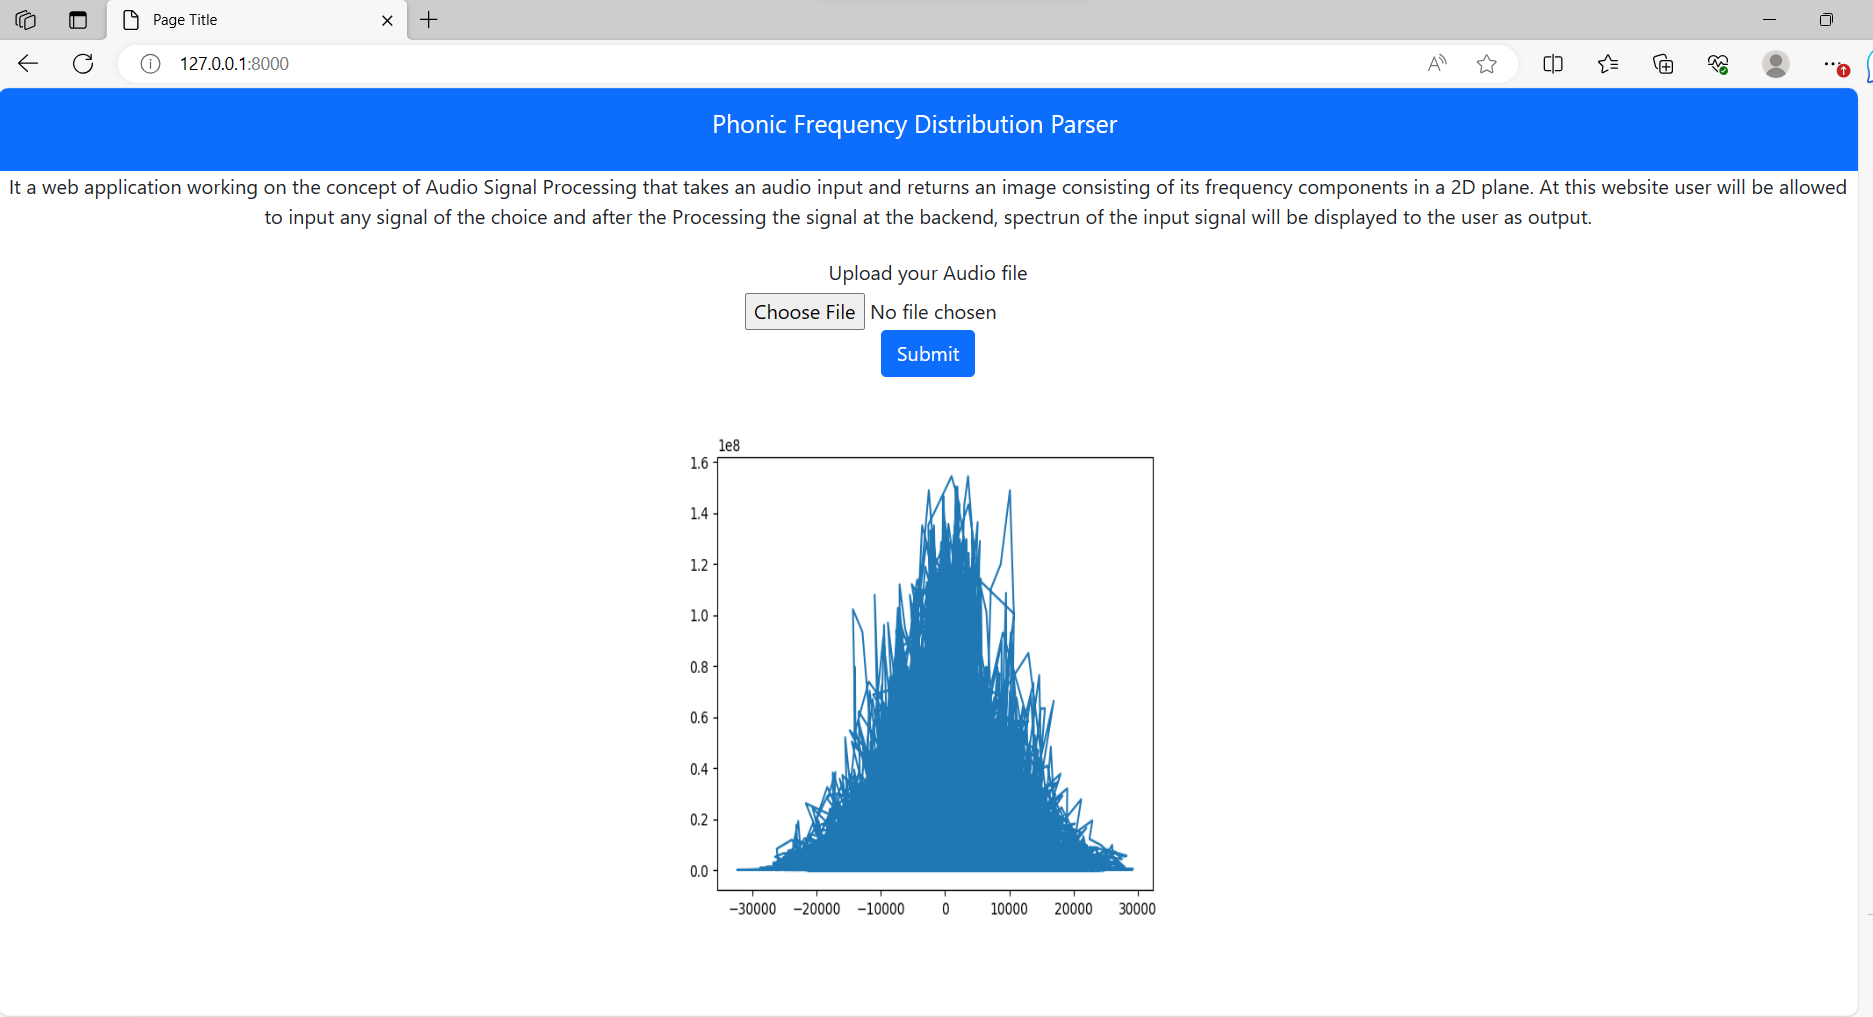 Page Title
127.0.0.1:8000
Phonic Frequency Distribution Parser
It a web application working on the concept of Audio Signal Processing that takes an audio input and returns an image consisting of its frequency components in a 2D plane. At this website user will be allowed
to input any signal of the choice and after the Processing the signal at the backend, spectrun of the input signal will be displayed to the user as output.
Upload your Audio file
Choose File No file chosen
Submit
1e8
1.6
1.4
1.2
1.0
0.8
0.6
0.4
0.2
0.0
−30000 −20000 −10000 0 10000 20000 30000